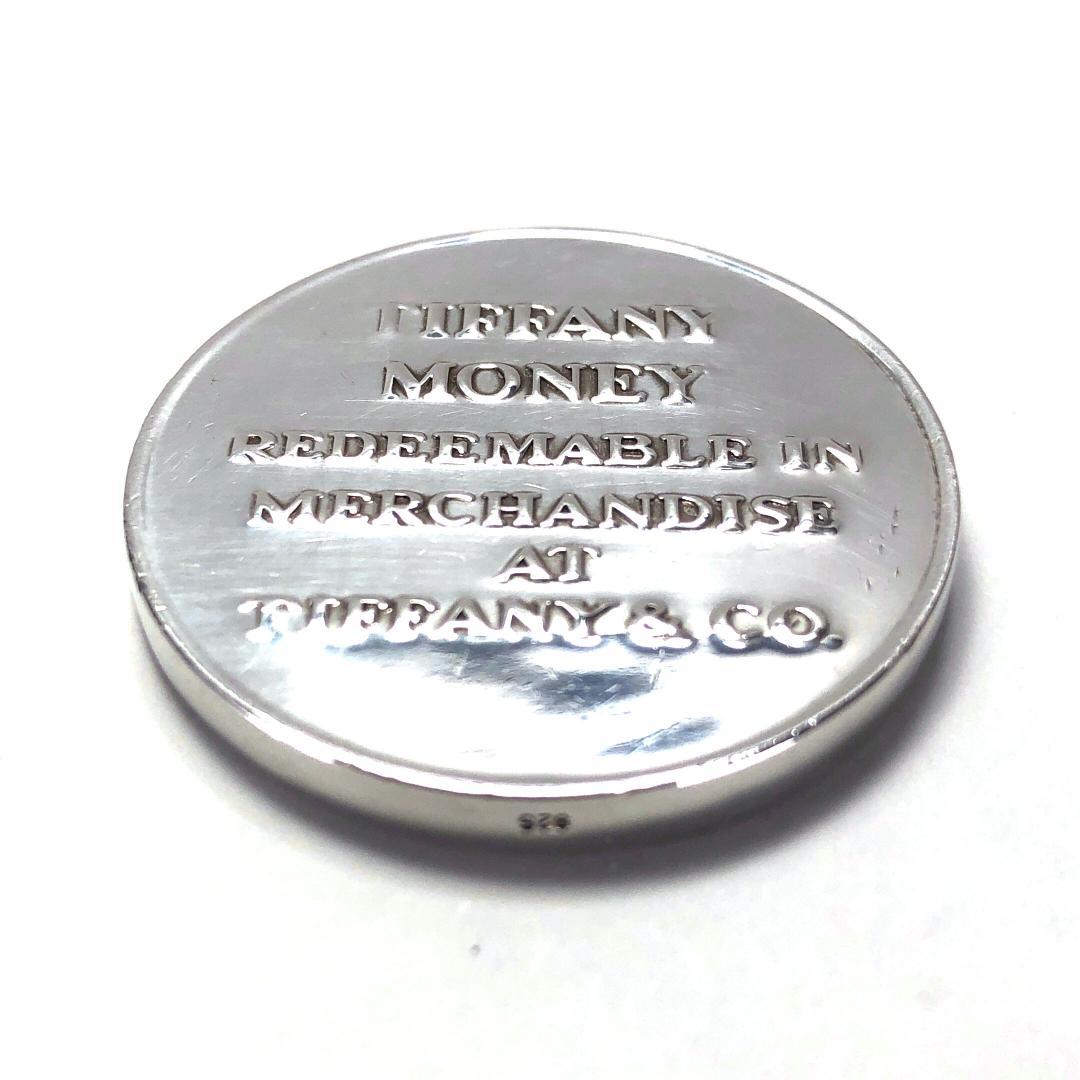 TIFFANY
MONEY
REDEEMABLE IN
MERCHANDISE
AT
TIFFANY & CO.
925